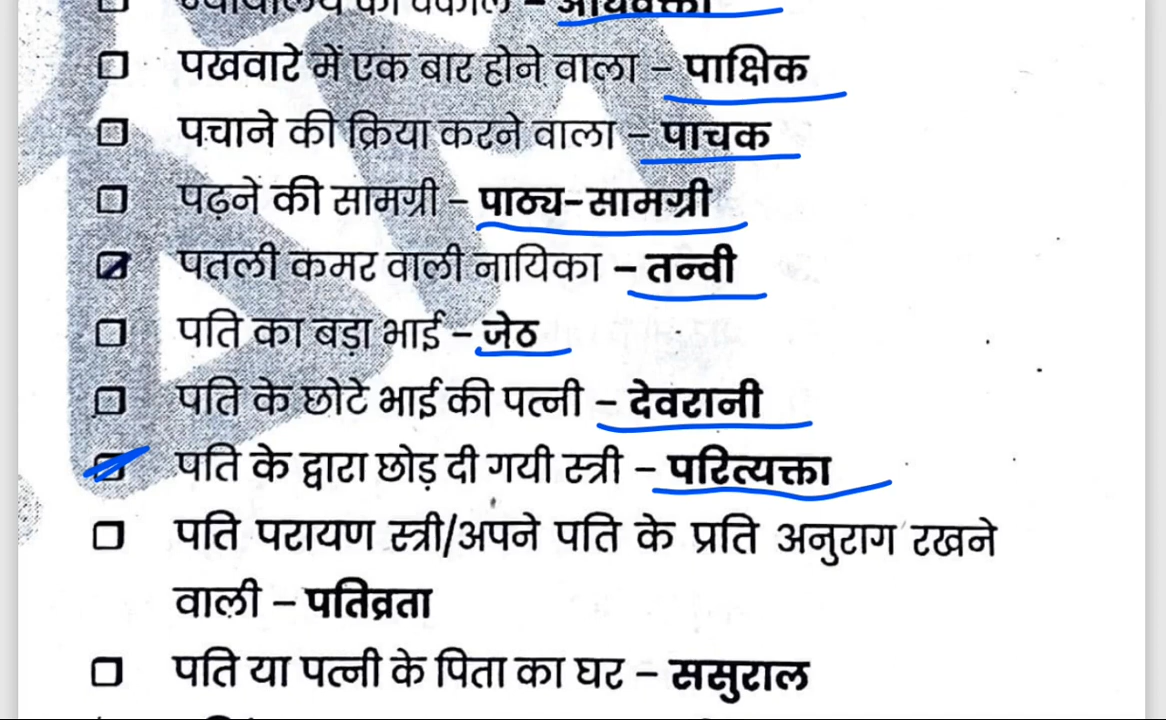 पखवारे में एक बार होने वाला – पाक्षिक
पचाने की क्रिया करने वाला – पाचक
पढ़ने की सामग्री – पाठ्य-सामग्री
पतली कमर वाली नायिका – तन्वी
पति का बड़ा भाई – जेठ
पति के छोटे भाई की पत्नी – देवरानी
पति के द्वारा छोड़ दी गयी स्त्री – परित्यक्ता
पति परायण स्त्री/अपने पति के प्रति अनुराग रखने
वाली – पतिव्रता
पति या पत्नी के पिता का घर – ससुराल